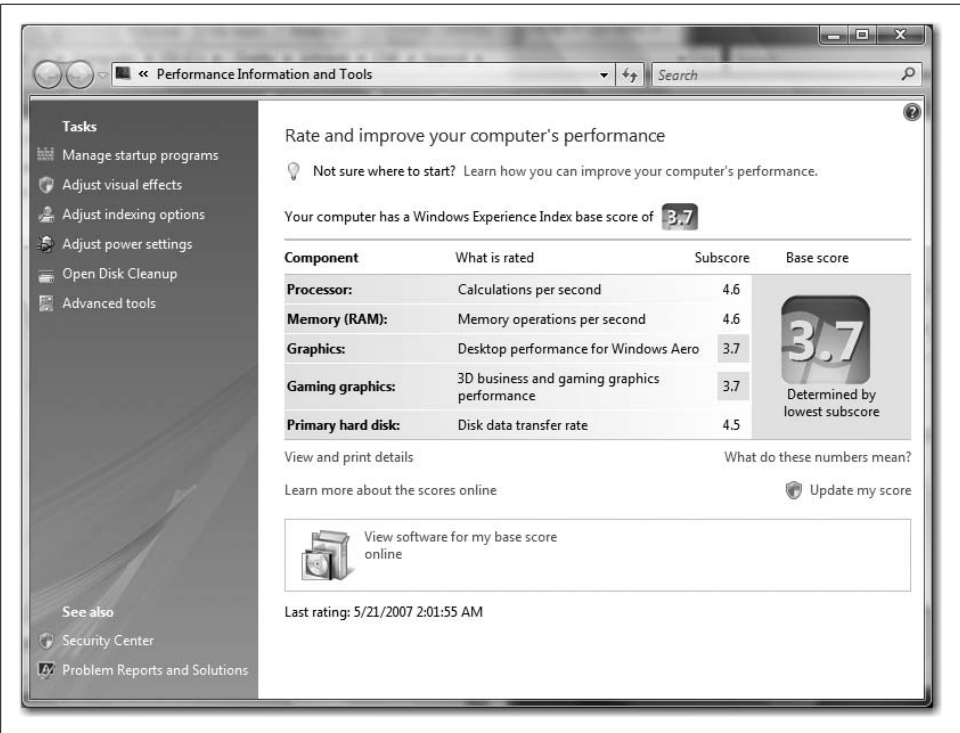 « Performance Information and Tools
Search
Tasks
Manage startup programs
Adjust visual effects
Adjust indexing options
Adjust power settings
Open Disk Cleanup
Advanced tools
See also
Security Center
Problem Reports and Solutions
Rate and improve your computer's performance
Not sure where to start? Learn how you can improve your computer's performance.
Your computer has a Windows Experience Index base score of 3.7
Component What is rated Subscore Base score
Processor: Calculations per second 4.6
Memory (RAM): Memory operations per second 4.6
Graphics: Desktop performance for Windows Aero 3.7
Gaming graphics: 3D business and gaming graphics
performance 3.7
Primary hard disk: Disk data transfer rate 4.5
3.7
Determined by
lowest subscore
View and print details
What do these numbers mean?
Learn more about the scores online
Update my score
View software for my base score
online
Last rating: 5/21/2007 2:01:55 AM